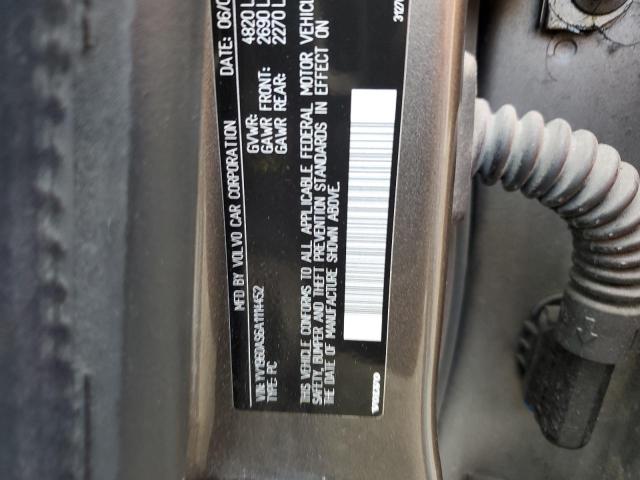 MFD BY VOLVO CAR CORPORATION DATE: 06/0
GVWR: 4820 L
GAWR FRONT: 2690 L
GAWR REAR: 2270 L
VIN: YV1960AS6A1114452
TYPE: PC
THIS VEHICLE CONFORMS TO ALL APPLICABLE FEDERAL MOTOR VEHIC
SAFETY, BUMPER AND THEFT PREVENTION STANDARDS IN EFFECT ON
THE DATE OF MANUFACTURE SHOWN ABOVE.
VOLVO